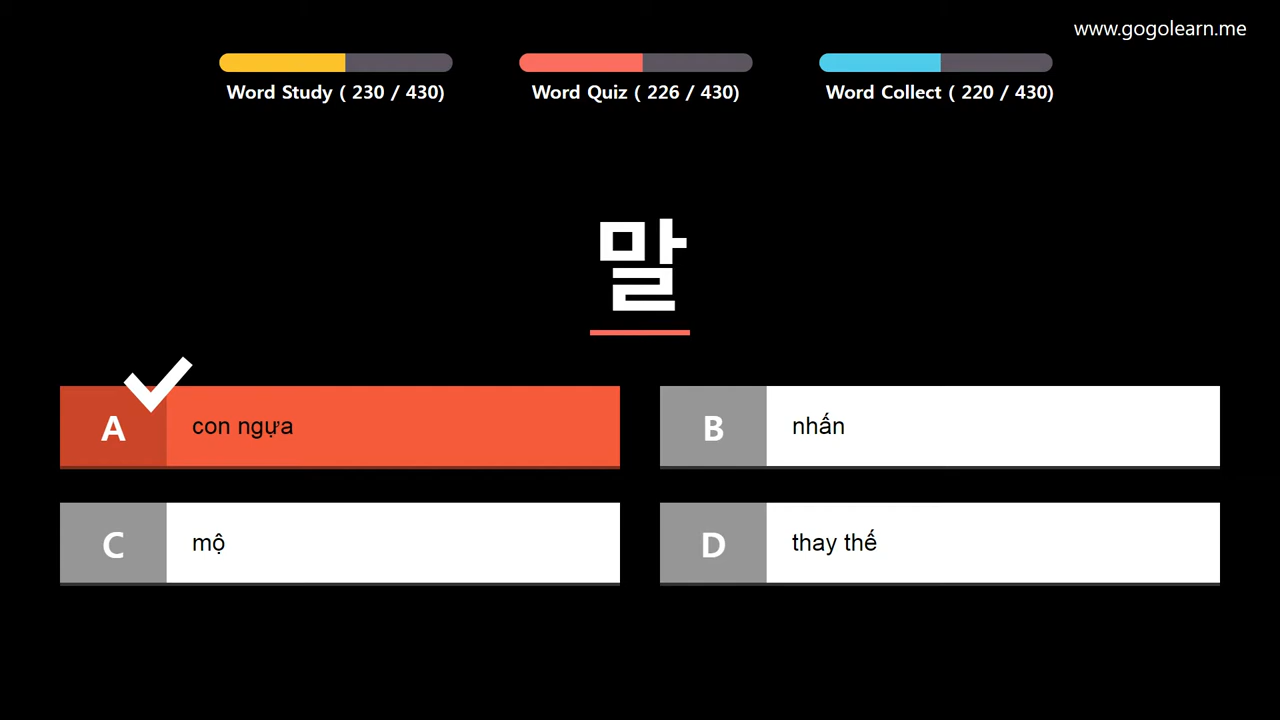 www.gogolearn.me
Word Study ( 230 / 430)
Word Quiz ( 226 / 430)
Word Collect ( 220 / 430)
말
A con ngựa
B nhấn
C mộ
D thay thế